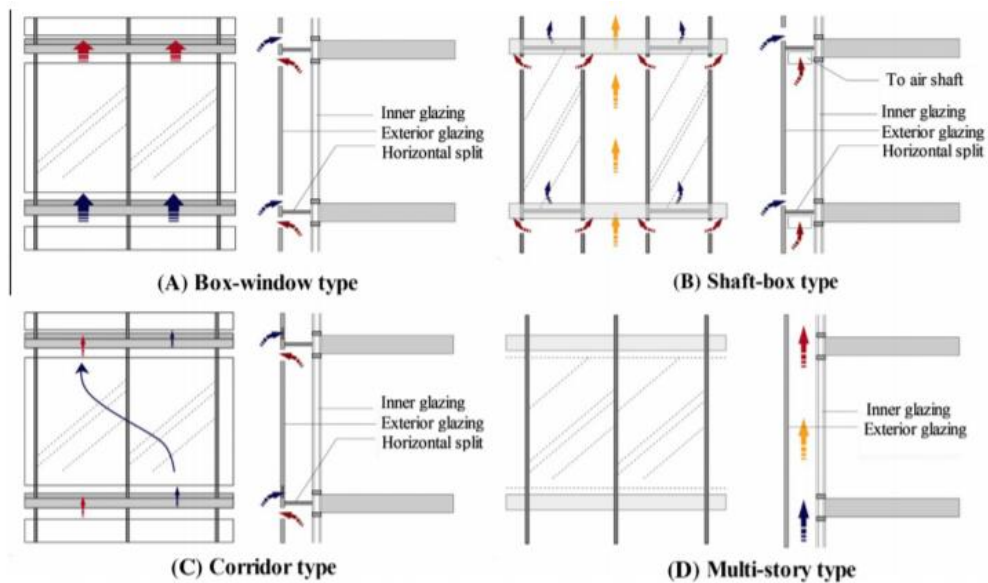 Inner glazing
Exterior glazing
Horizontal split
(A) Box-window type
To air shaft
Inner glazing
Exterior glazing
Horizontal split
(B) Shaft-box type
Inner glazing
Exterior glazing
Horizontal split
(C) Corridor type
Inner glazing
Exterior glazing
(D) Multi-story type